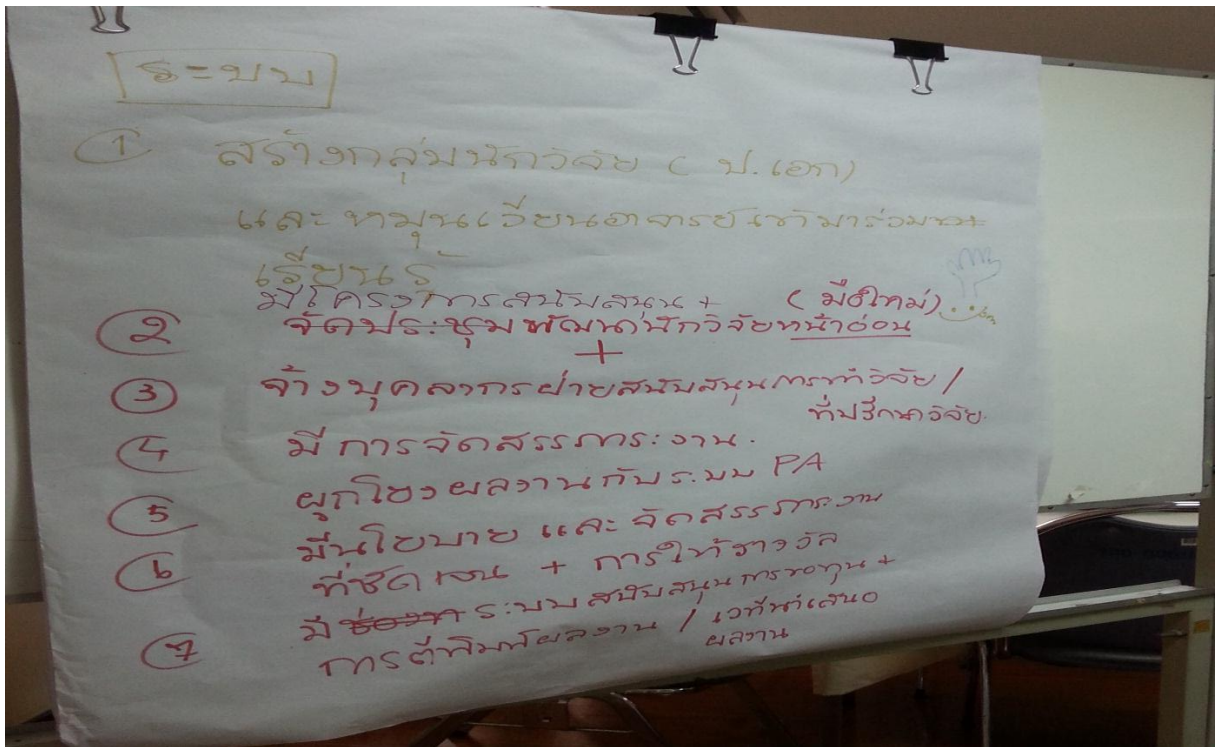 ระบบ
① สร้างกลุ่มนักวิจัย ( ป.เอก)
และหมุนเวียนอาจารย์เข้ามาร่วม
เรียนรู้
มีโครงการสนับสนุน + ( มือใหม่)
② จัดประชุมพัฒนานักวิจัยหน้าอ่อน
+
③ จ้างบุคลากรฝ่ายสนับสนุนการทำวิจัย /
ที่ปรึกษาวิจัย.
④ มีการจัดสรรภาระงาน.
⑤ ผูกโยงผลงานกับระบบ PA
⑥ มีนโยบาย และ จัดสรรภาระงาน
ที่ชัดเจน + การให้รางวัล
⑦ มี ระบบสนับสนุนการขอทุน +
การตีพิมพ์ผลงาน / เวทีนำเสนอ
ผลงาน